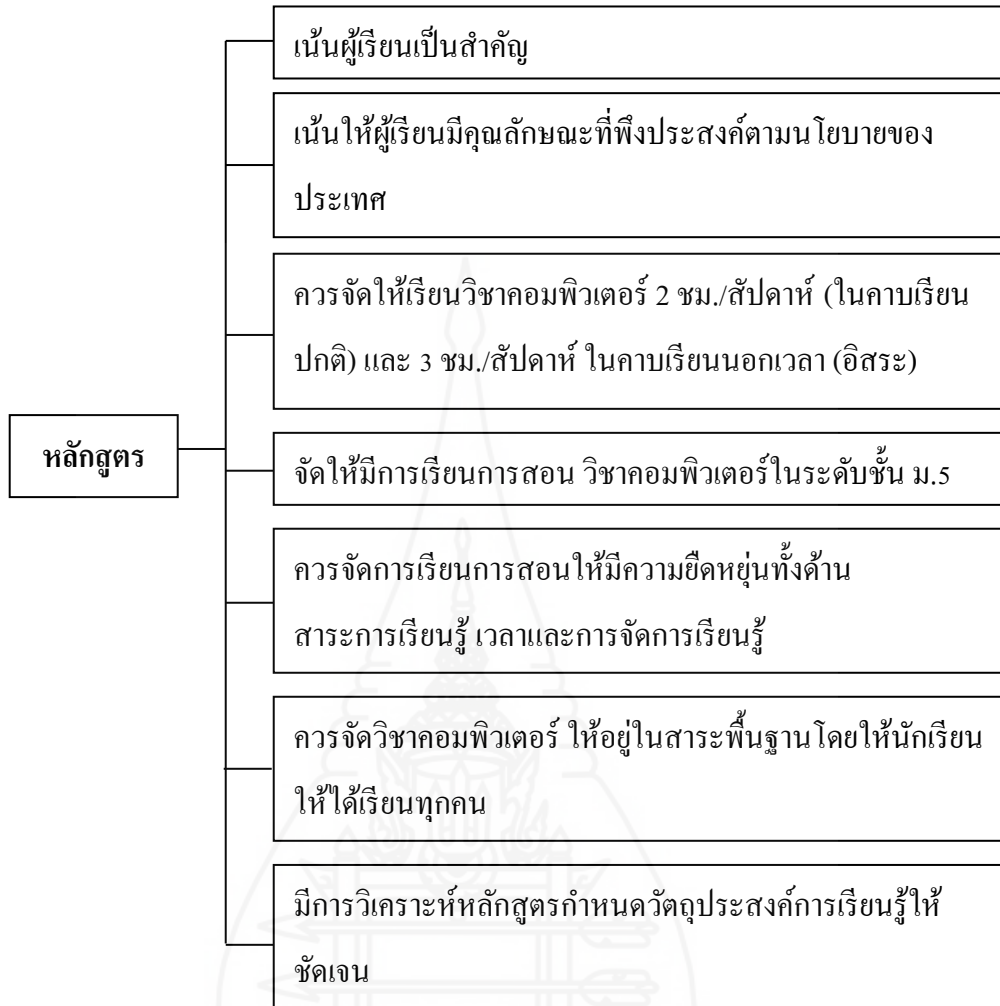 เน้นผู้เรียนเป็นสำคัญ
เน้นให้ผู้เรียนมีคุณลักษณะที่พึงประสงค์ตามนโยบายของ
ประเทศ
ควรจัดให้เรียนวิชาคอมพิวเตอร์ 2 ชม./สัปดาห์ (ในคาบเรียน
ปกติ) และ 3 ชม./สัปดาห์ ในคาบเรียนนอกเวลา (อิสระ)
หลักสูตร
จัดให้มีการเรียนการสอน วิชาคอมพิวเตอร์ในระดับชั้น ม.5
ควรจัดการเรียนการสอนให้มีความยืดหยุ่นทั้งด้าน
สาระการเรียนรู้ เวลาและการจัดการเรียนรู้
ควรจัดวิชาคอมพิวเตอร์ ให้อยู่ในสาระพื้นฐานโดยให้นักเรียน
ให้ได้เรียนทุกคน
มีการวิเคราะห์หลักสูตรกำหนดวัตถุประสงค์การเรียนรู้ให้
ชัดเจน